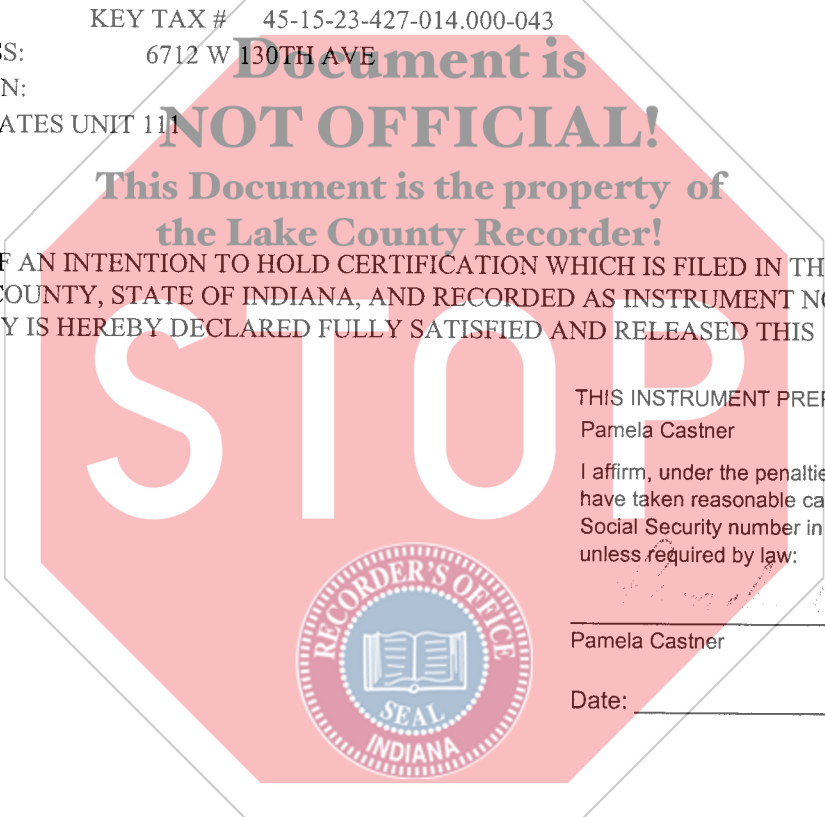 KEY TAX # 45-15-23-427-014.000-043
SS: 6712 W 130TH AVE
N:
ATES UNIT 111
Document is
NOT OFFICIAL!
This Document is the property of
the Lake County Recorder!
F AN INTENTION TO HOLD CERTIFICATION WHICH IS FILED IN TH
COUNTY, STATE OF INDIANA, AND RECORDED AS INSTRUMENT NO
Y IS HEREBY DECLARED FULLY SATISFIED AND RELEASED THIS
STOP
THIS INSTRUMENT PREP
Pamela Castner
I affirm, under the penaltie
have taken reasonable ca
Social Security number in
unless required by law:
Pamela Castner
Date:
RECORDER'S OFFICE
SEAL
INDIANA